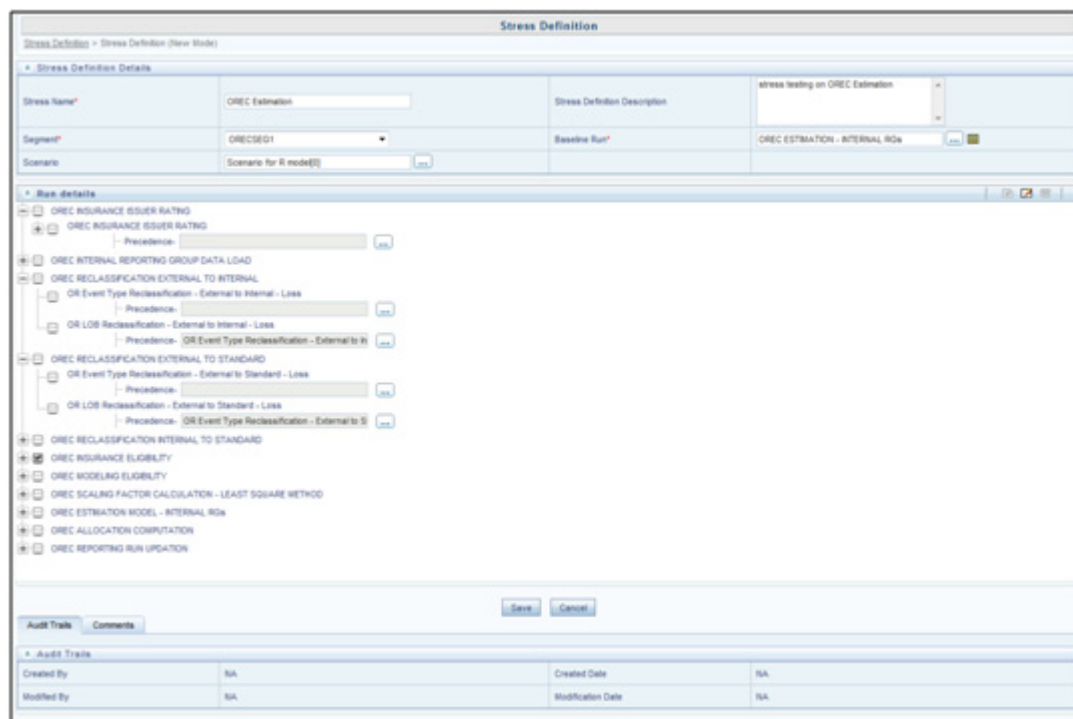 Stress Definition
Stress Definition > Stress Definition (New Mode)
Stress Definition Details
Stress Name* OREC Estimation Stress Definition Description stress testing on OREC Estimation
Segment* ORECSEG1 Baseline Run* OREC ESTIMATION - INTERNAL RGs ...
Scenario Scenario for R model[0] ...
Run details
OREC INSURANCE ISSUER RATING
OREC INSURANCE ISSUER RATING
Precedence- ...
OREC INTERNAL REPORTING GROUP DATA LOAD
OREC RECLASSIFICATION EXTERNAL TO INTERNAL
OR:Event Type Reclassification - External to Internal - Loss
Precedence- ...
OR:LOB Reclassification - External to Internal - Loss
Precedence- OR:Event Type Reclassification - External to In ...
OREC RECLASSIFICATION EXTERNAL TO STANDARD
OR:Event Type Reclassification - External to Standard - Loss
Precedence- ...
OR:LOB Reclassification - External to Standard - Loss
Precedence- OR:Event Type Reclassification - External to S ...
OREC RECLASSIFICATION INTERNAL TO STANDARD
OREC INSURANCE ELIGIBILITY
OREC MODELING ELIGIBILITY
OREC SCALING FACTOR CALCULATION - LEAST SQUARE METHOD
OREC ESTIMATION MODEL - INTERNAL RGs
OREC ALLOCATION COMPUTATION
OREC REPORTING RUN UPDATION
Save Cancel
Audit Trails Comments
Audit Trails
Created By NA Created Date NA
Modified By NA Modification Date NA